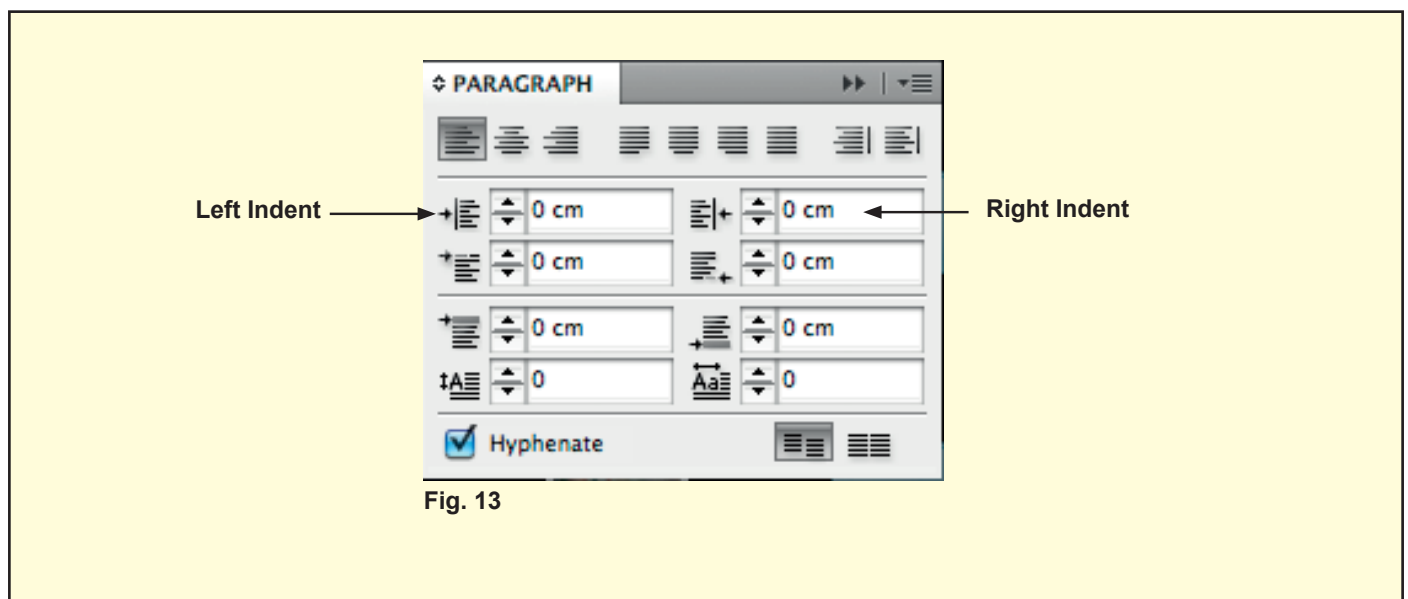 PARAGRAPH
Left Indent 0 cm 0 cm Right Indent
0 cm 0 cm
0 cm 0 cm
0 0
Hyphenate
Fig. 13